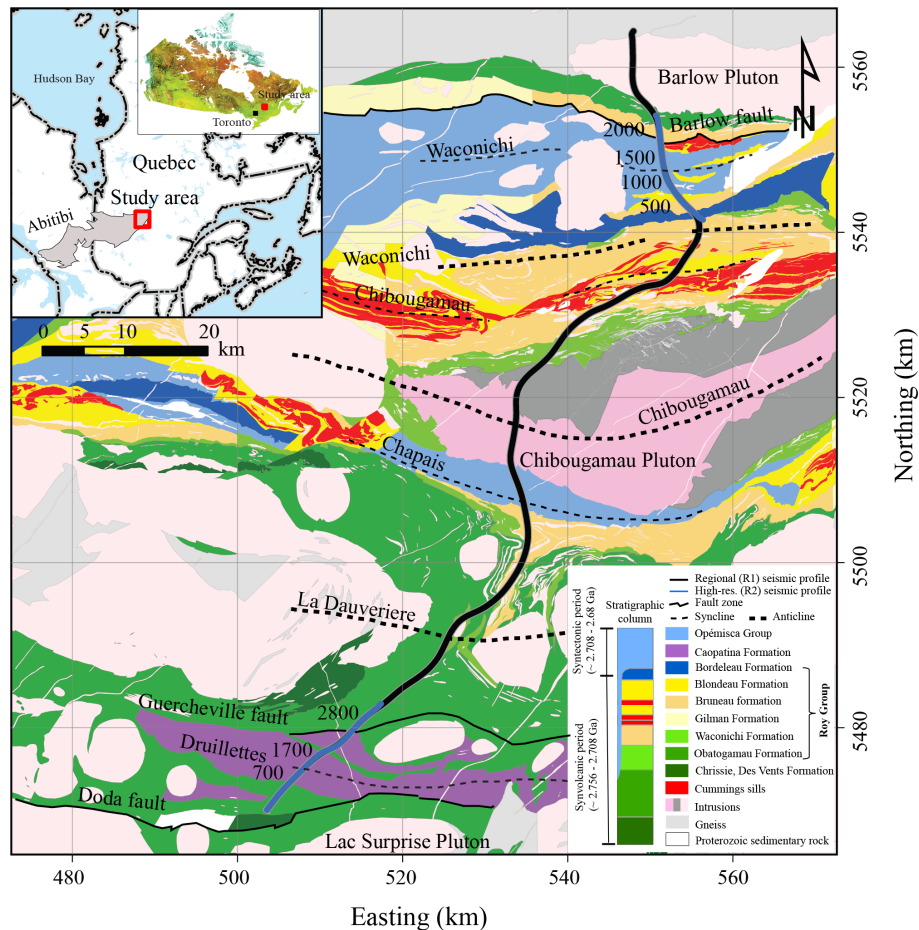 Hudson Bay
Study area
Toronto
Quebec
Study area
Abitibi
0 5 10 20
km
Barlow Pluton
N
Barlow fault
2000
1500
1000
500
Waconichi
Waconichi
Chibougamau
Chibougamau
Chibougamau Pluton
Chapais
La Dauveriere
Guercheville fault
2800
Druillettes
1700
700
Doda fault
Lac Surprise Pluton
Stratigraphic
column
Syntectonic period
(~ 2.708 - 2.68 Ga)
Synvolcanic period
(~ 2.756 - 2.708 Ga)
Regional (R1) seismic profile
High-res. (R2) seismic profile
Fault zone
Syncline
Anticline
Opémisca Group
Caopatina Formation
Bordeleau Formation
Blondeau Formation
Bruneau formation
Gilman Formation
Waconichi Formation
Obatogamau Formation
Roy Group
Chrissie, Des Vents Formation
Cummings sills
Intrusions
Gneiss
Proterozoic sedimentary rock
5560
5540
5520
5500
5480
Northing (km)
480 500 520 540 560
Easting (km)